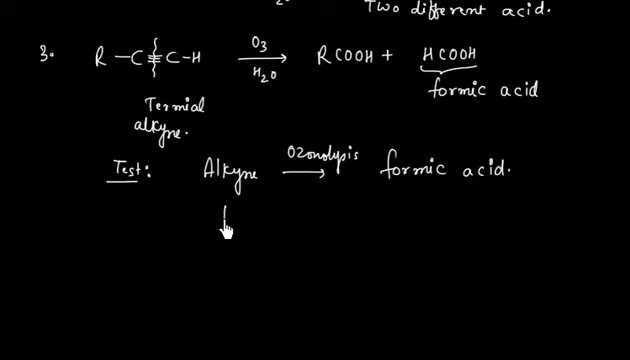 Two different acid.
3. R-C≡C-H O3 H2O RCOOH + HCOOH
formic acid
Termial
alkyne.
Test: Alkyne Ozonolysis formic acid.